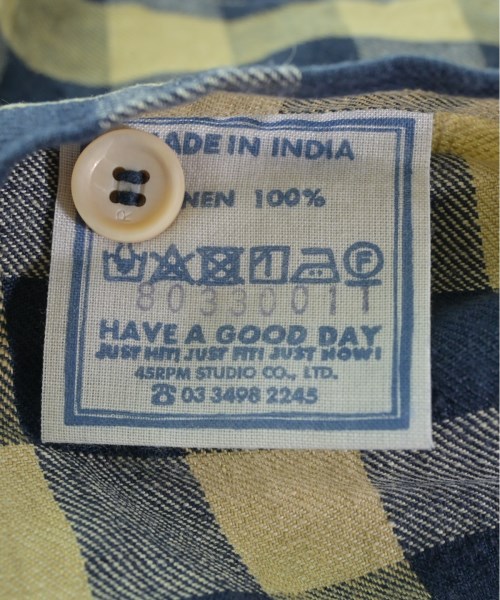 ADE IN INDIA
NEN 100%
80330011
HAVE A GOOD DAY
JUST HIT! JUST FIT! JUST NOW!
45RPM STUDIO CO., LTD.
☎ 03 3498 2245